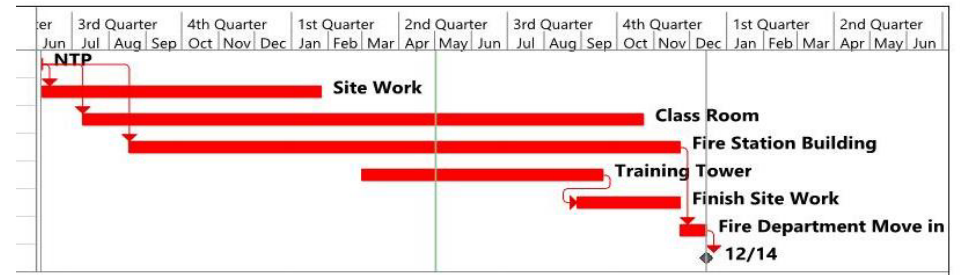 er 3rd Quarter 4th Quarter 1st Quarter 2nd Quarter 3rd Quarter 4th Quarter 1st Quarter 2nd Quarter
Jun Jul Aug Sep Oct Nov Dec Jan Feb Mar Apr May Jun Jul Aug Sep Oct Nov Dec Jan Feb Mar Apr May Jun
NTP
Site Work
Class Room
Fire Station Building
Training Tower
Finish Site Work
Fire Department Move in
12/14